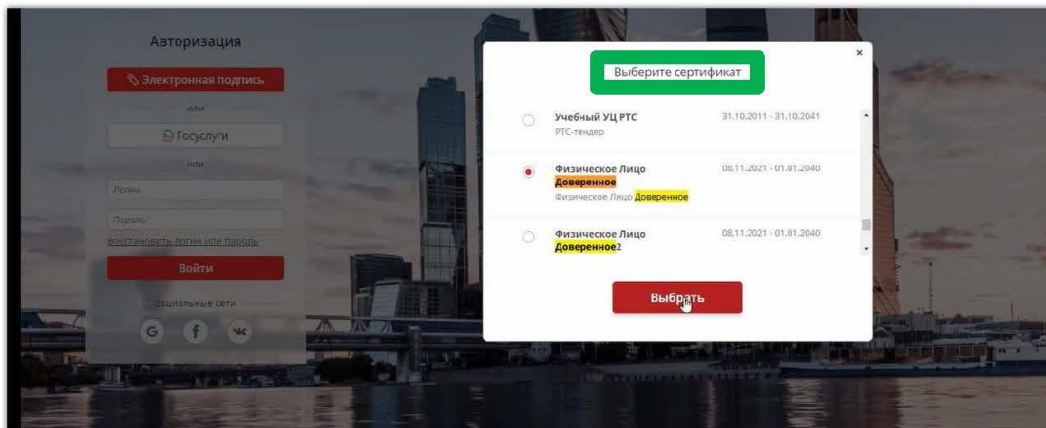 Авторизация
Электронная подпись
или
Госуслуги
или
Логин
Пароль
Восстановить логин или пароль
Войти
социальные сети
G f
Выберите сертификат
×
Учебный УЦ РТС 31.10.2011 - 31.10.2041
РТС-тендер
Физическое Лицо 08.11.2021 - 01.01.2040
Доверенное
Физическое Лицо Доверенное
Физическое Лицо 08.11.2021 - 01.01.2040
Доверенное2
Выбрать